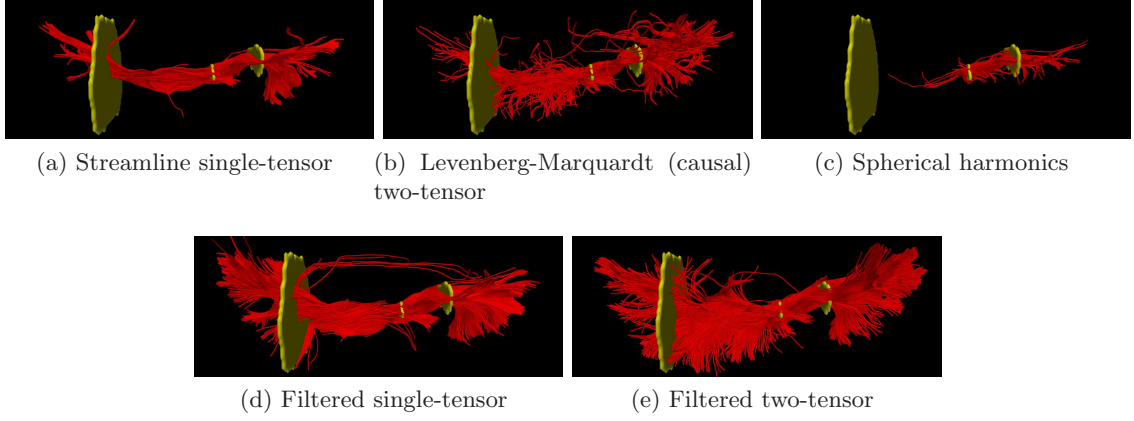 (a) Streamline single-tensor
(b) Levenberg-Marquardt (causal)
two-tensor
(c) Spherical harmonics
(d) Filtered single-tensor
(e) Filtered two-tensor